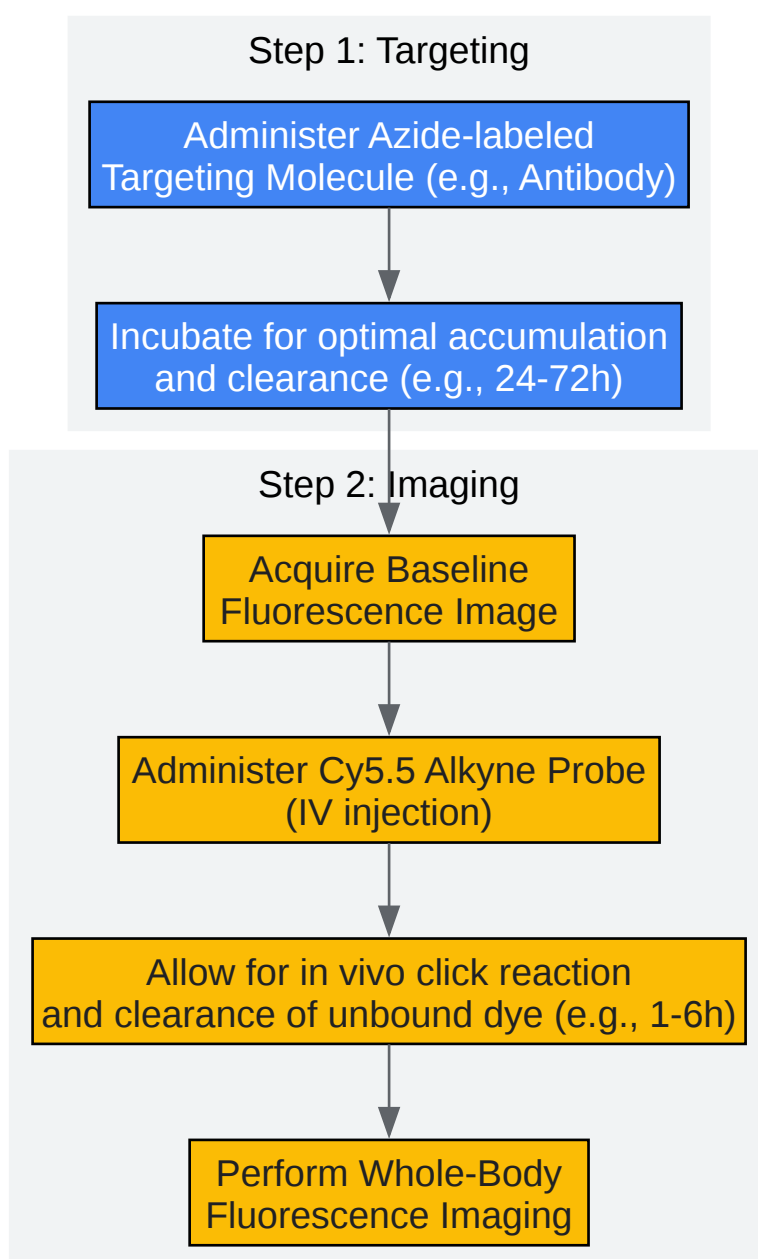 Step 1: Targeting
Administer Azide-labeled
Targeting Molecule (e.g., Antibody)
Incubate for optimal accumulation
and clearance (e.g., 24-72h)
Step 2: Imaging
Acquire Baseline
Fluorescence Image
Administer Cy5.5 Alkyne Probe
(IV injection)
Allow for in vivo click reaction
and clearance of unbound dye (e.g., 1-6h)
Perform Whole-Body
Fluorescence Imaging